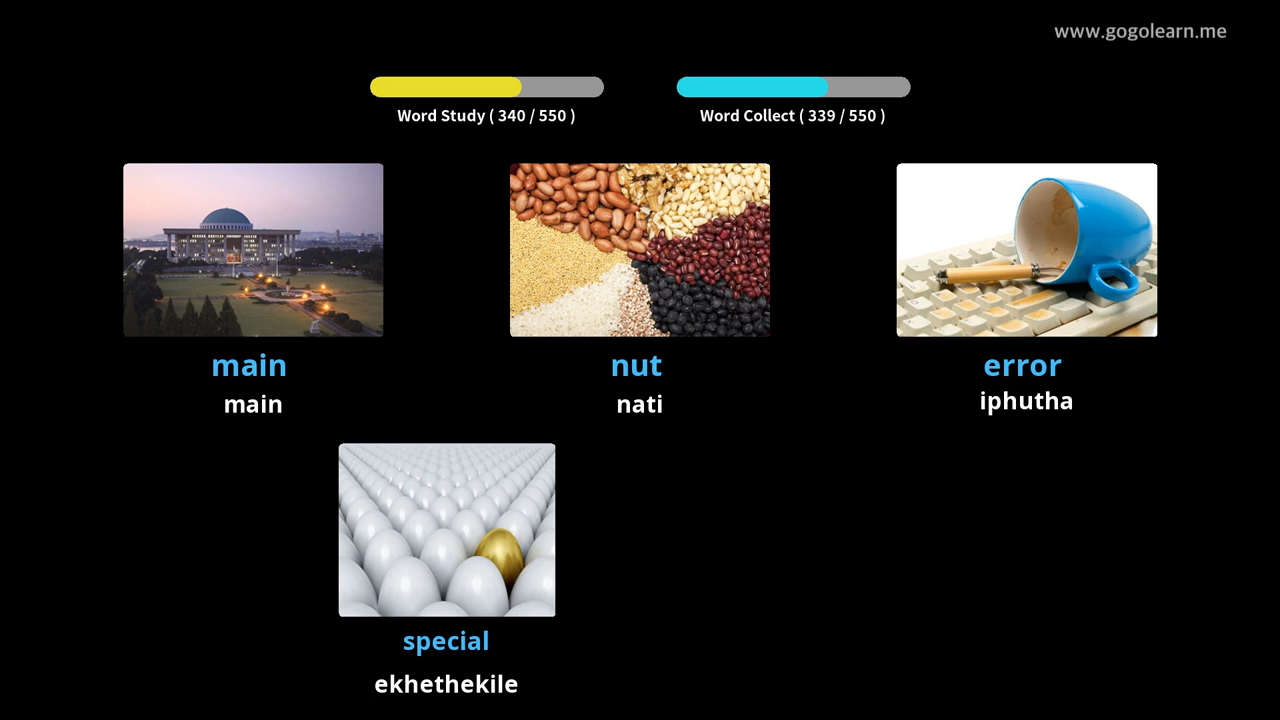 www.gogolearn.me
Word Study ( 340 / 550 )
Word Collect ( 339 / 550 )
main
nut
error
main
nati
iphutha
special
ekhethekile